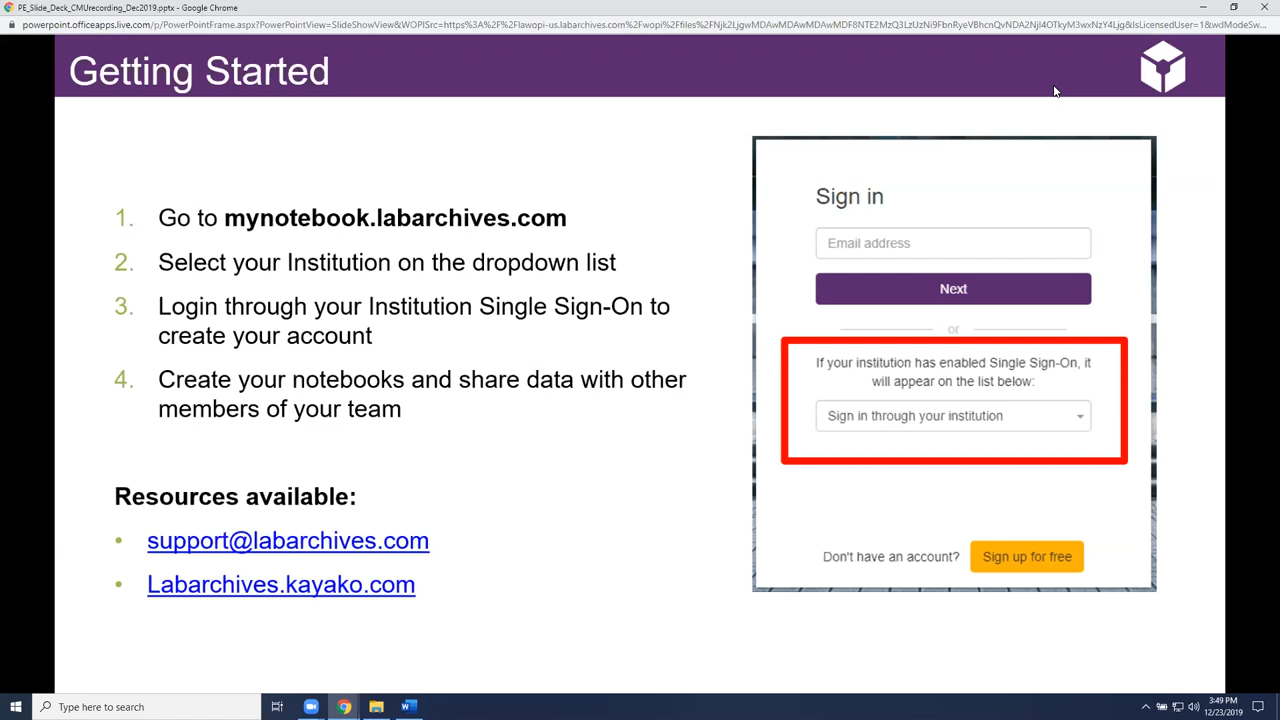 PE_Slide_Deck_CMUrecording_Dec2019.pptx - Google Chrome
Getting Started
1. Go to mynotebook.labarchives.com
2. Select your Institution on the dropdown list
3. Login through your Institution Single Sign-On to
create your account
4. Create your notebooks and share data with other
members of your team
Resources available:
• support@labarchives.com
• Labarchives.kayako.com
Sign in
Email address
Next
or
If your institution has enabled Single Sign-On, it
will appear on the list below:
Sign in through your institution
Don't have an account? Sign up for free
Type here to search
3:49 PM
12/23/2019